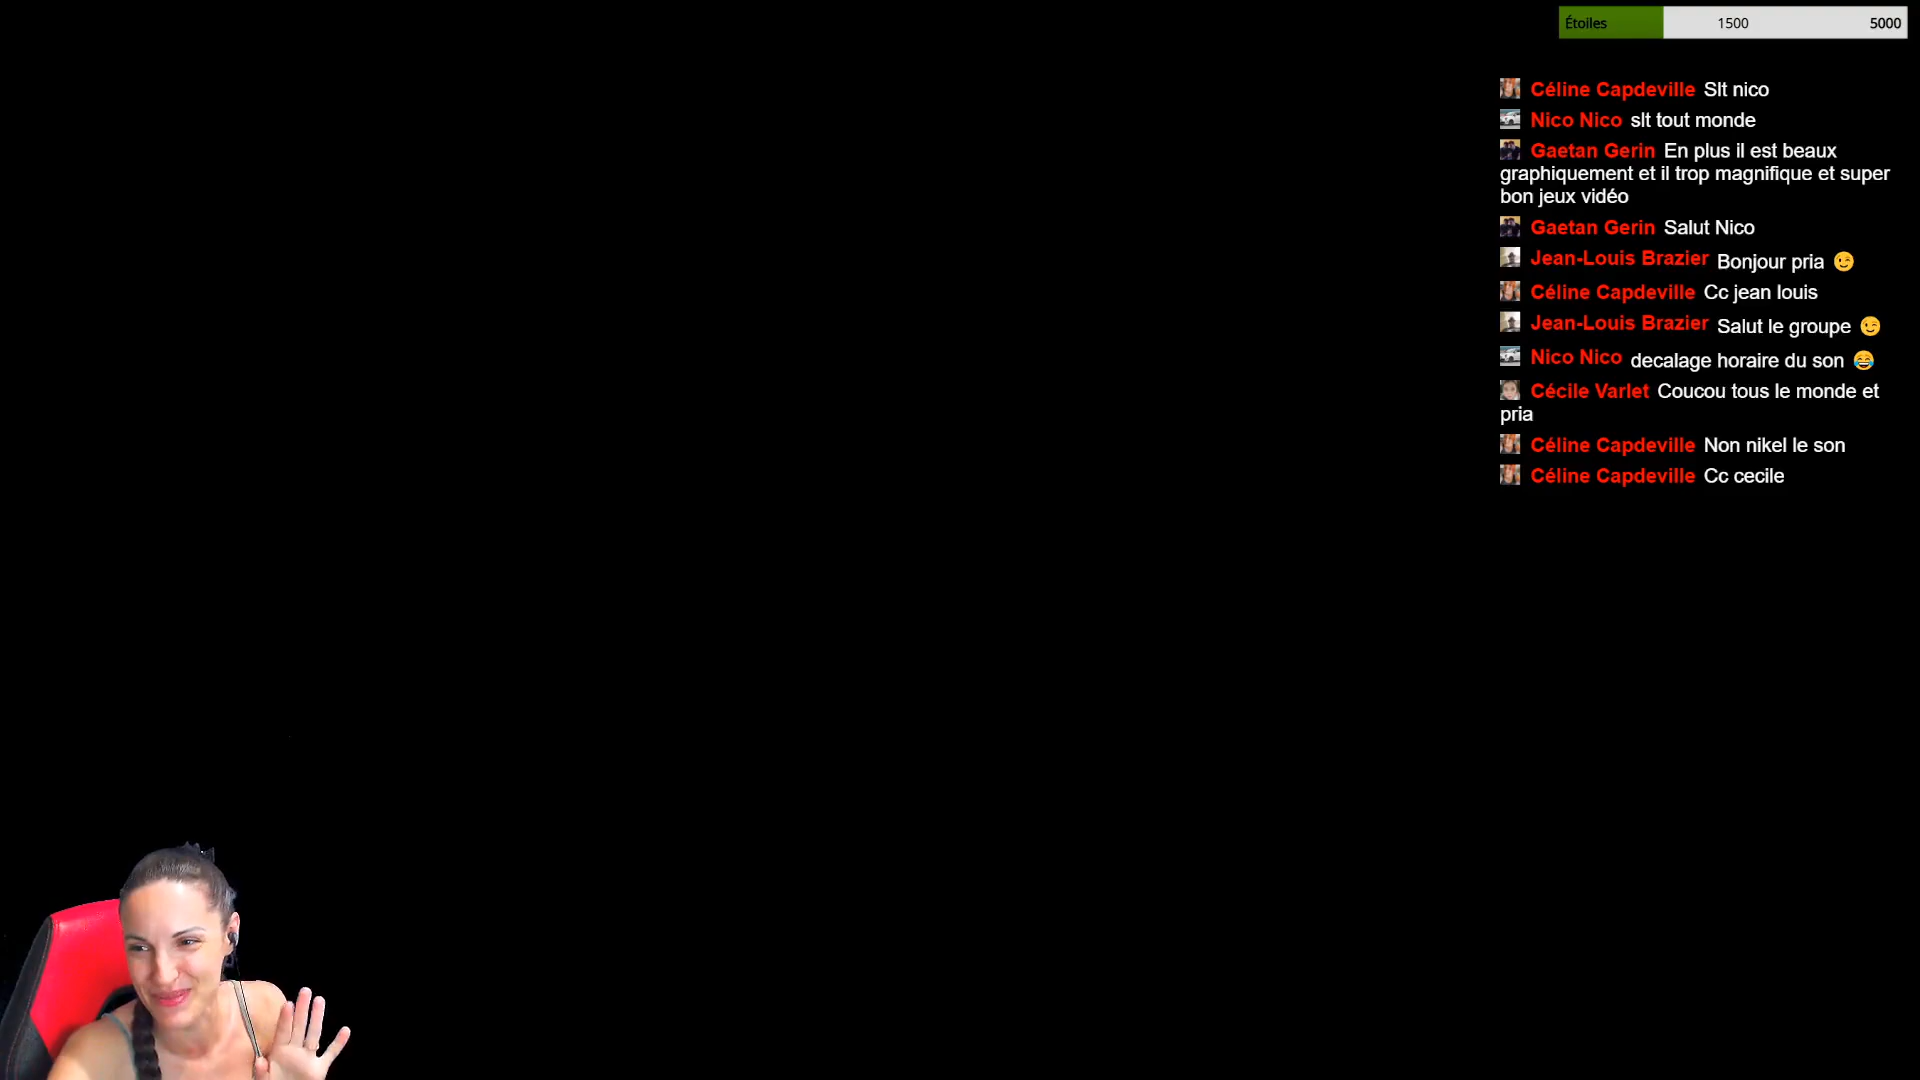 Étoiles 1500 5000
Céline Capdeville Slt nico
Nico Nico slt tout monde
Gaetan Gerin En plus il est beaux
graphiquement et il trop magnifique et super
bon jeux vidéo
Gaetan Gerin Salut Nico
Jean-Louis Brazier Bonjour pria 😉
Céline Capdeville Cc jean louis
Jean-Louis Brazier Salut le groupe 😉
Nico Nico decalage horaire du son 😂
Cécile Varlet Coucou tous le monde et
pria
Céline Capdeville Non nikel le son
Céline Capdeville Cc cecile